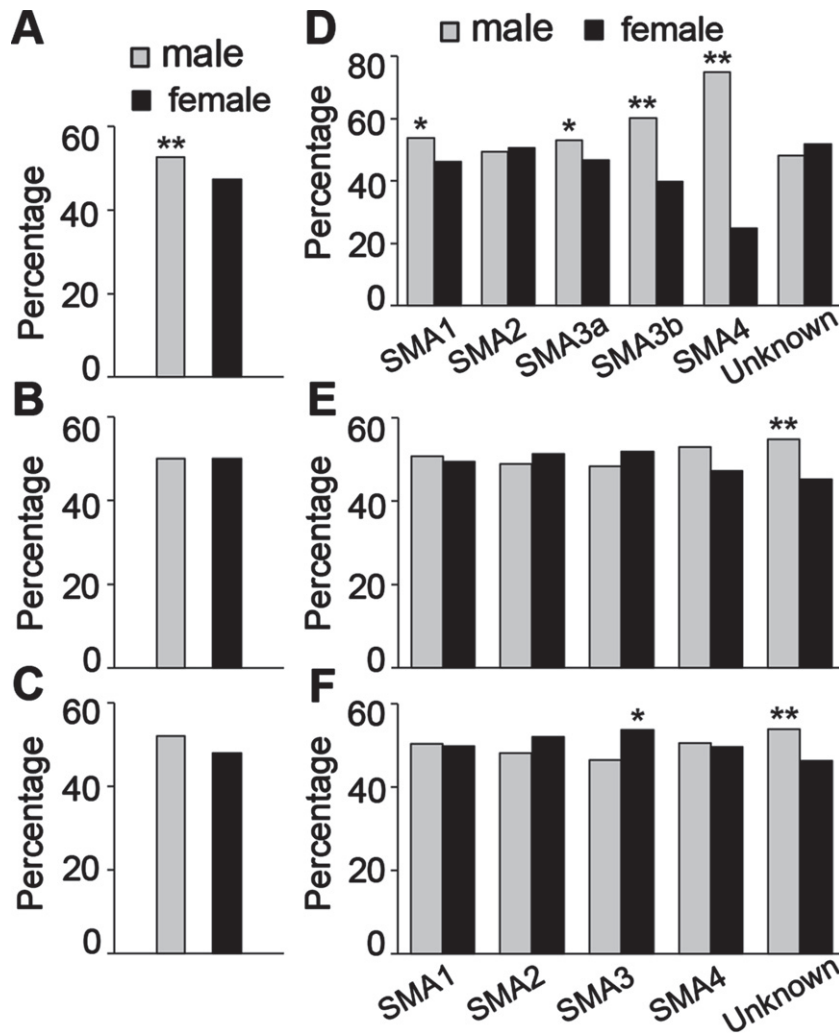 A
male
female
60
40
20
0
Percentage
**
D
male
female
80
60
40
20
0
Percentage
*
*
**
**
SMA1
SMA2
SMA3a
SMA3b
SMA4
Unknown
B
60
40
20
0
Percentage
E
60
40
20
0
Percentage
**
C
60
40
20
0
Percentage
F
60
40
20
0
Percentage
*
**
SMA1
SMA2
SMA3
SMA4
Unknown